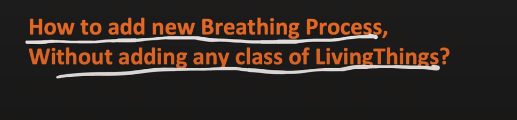 How to add new Breathing Process,
Without adding any class of LivingThings?